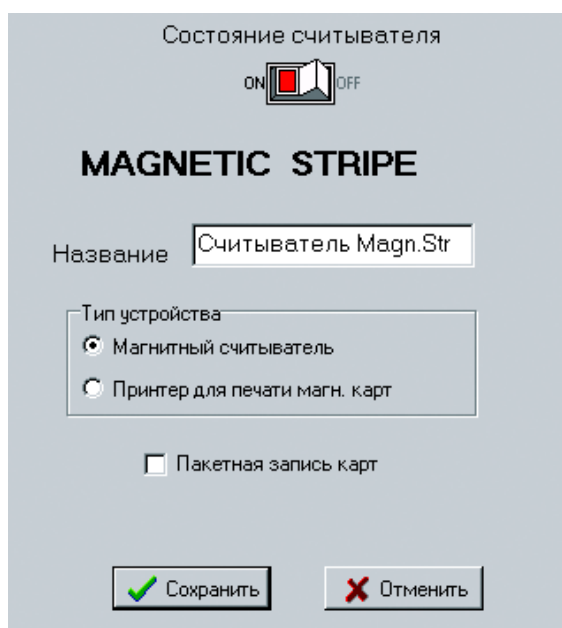 Состояние считывателя
ON OFF
MAGNETIC STRIPE
Название Считыватель Magn.Str
Тип устройства
Магнитный считыватель
Принтер для печати магн. карт
Пакетная запись карт
Сохранить Отменить